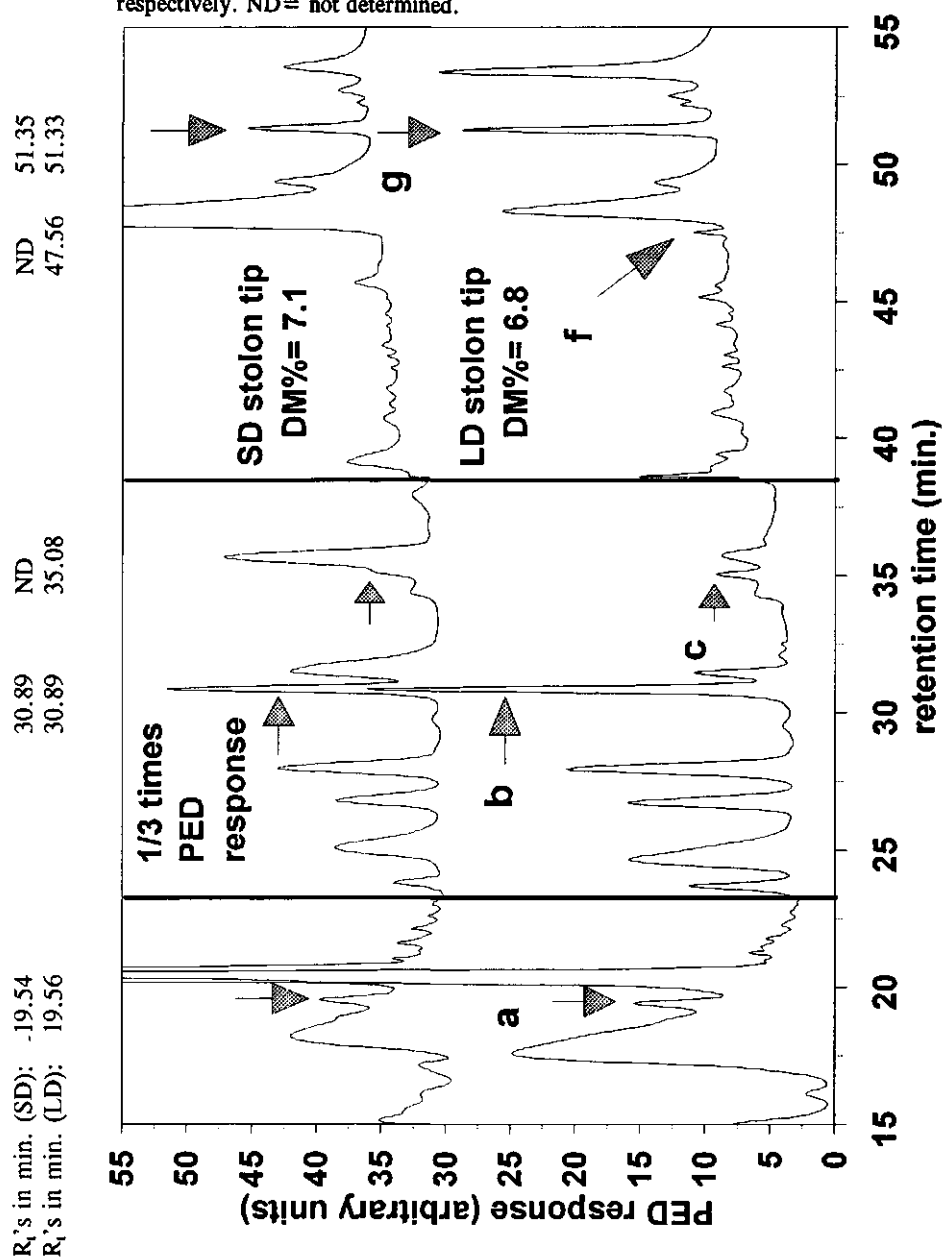 respectively. ND= not determined.
Rt's in min. (SD): -19.54 30.89 ND ND 51.35
Rt's in min. (LD): 19.56 30.89 35.08 47.56 51.33
PED response (arbitrary units)
55
50
45
40
35
30
25
20
15
10
5
0
1/3 times
PED
response
SD stolon tip
DM%= 7.1
LD stolon tip
DM%= 6.8
a
b
c
f
g
15 20 25 30 35 40 45 50 55
retention time (min.)